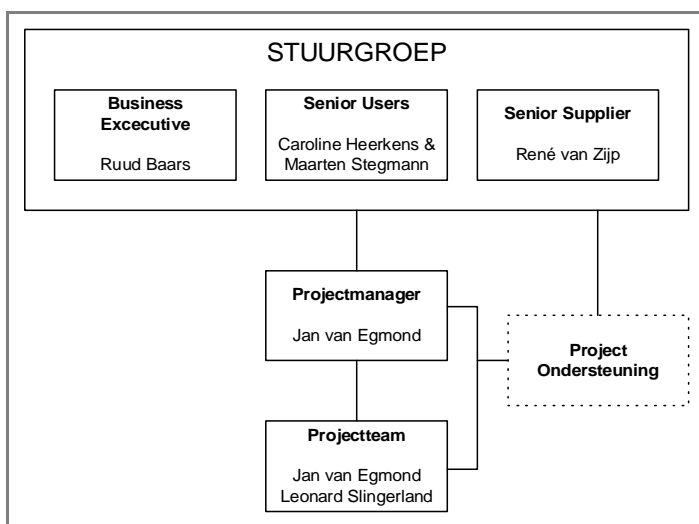 STUURGROEP
Business
Excecutive
Ruud Baars
Senior Users
Caroline Heerkens &
Maarten Stegmann
Senior Supplier
René van Zijp
Projectmanager
Jan van Egmond
Project
Ondersteuning
Projectteam
Jan van Egmond
Leonard Slingerland